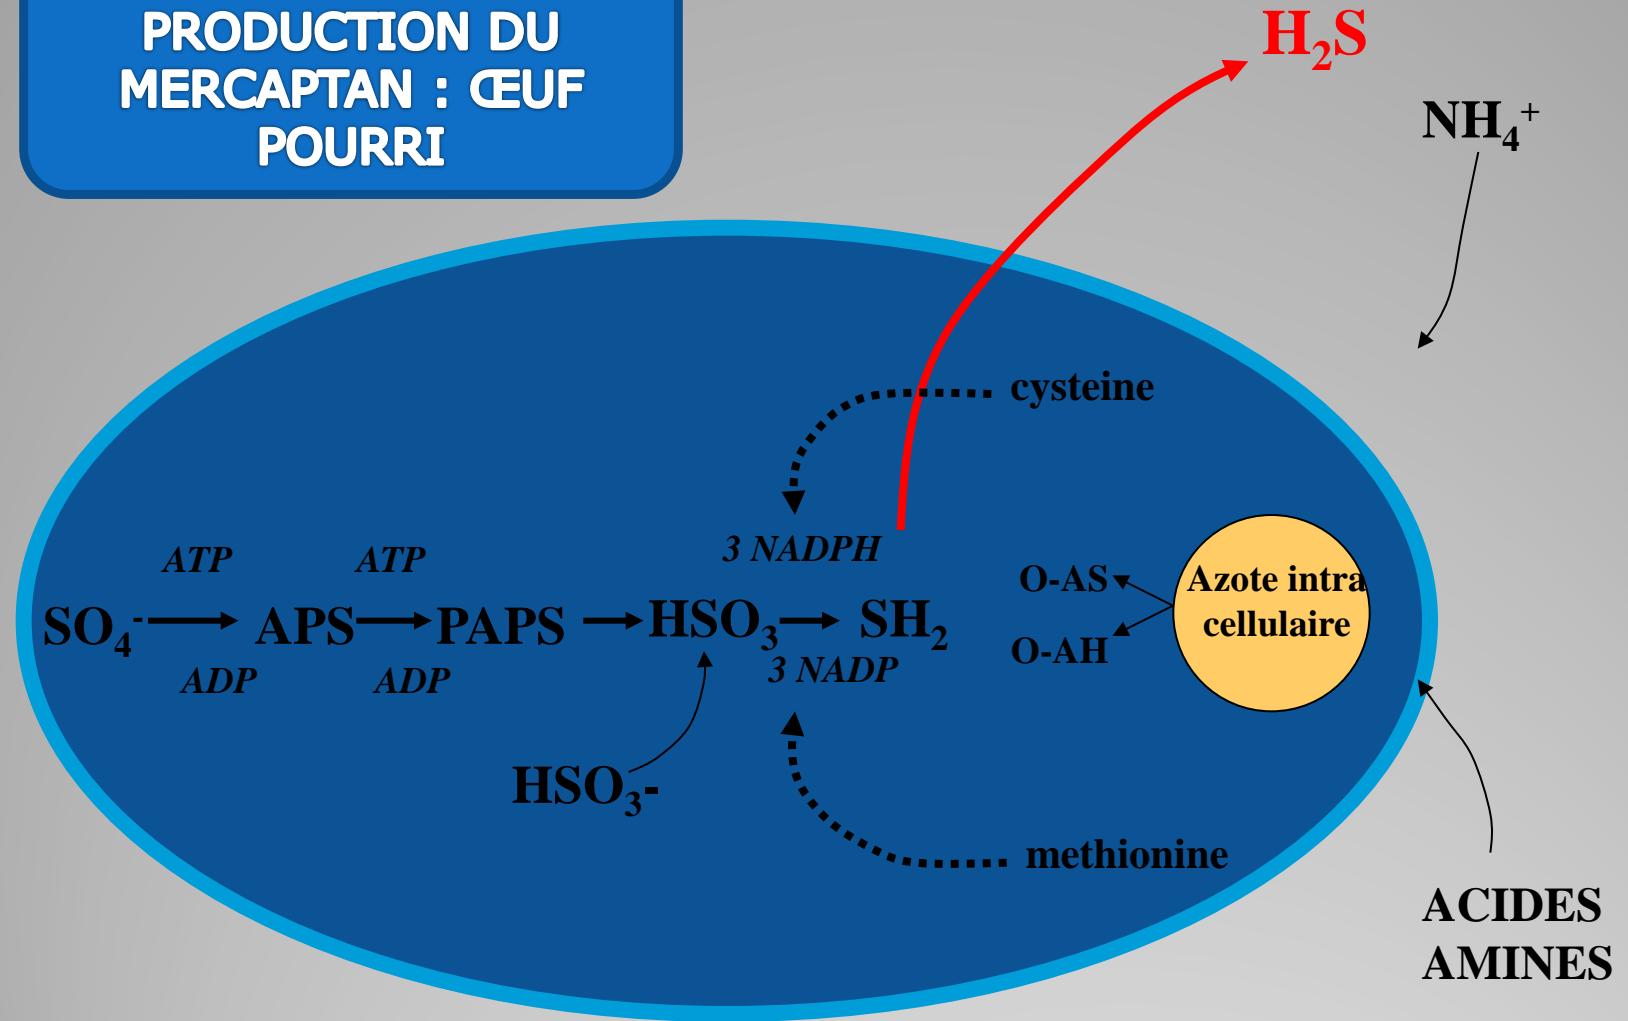 PRODUCTION DU
MERCAPTAN : ŒUF
POURRI
H₂S
NH₄⁺
cysteine
ATP
ATP
3 NADPH
SO₄⁻
APS
PAPS
HSO₃
SH₂
ADP
ADP
3 NADP
O-AS
O-AH
Azote intra
cellulaire
HSO₃-
methionine
ACIDES
AMINES